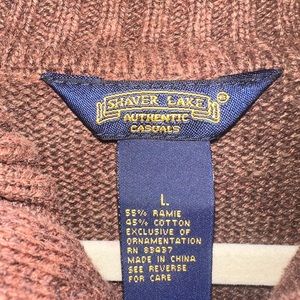 SHAVER LAKE®
AUTHENTIC
CASUALS
L
55% RAMIE
45% COTTON
EXCLUSIVE OF
ORNAMENTATION
RN 83437
MADE IN CHINA
SEE REVERSE
FOR CARE